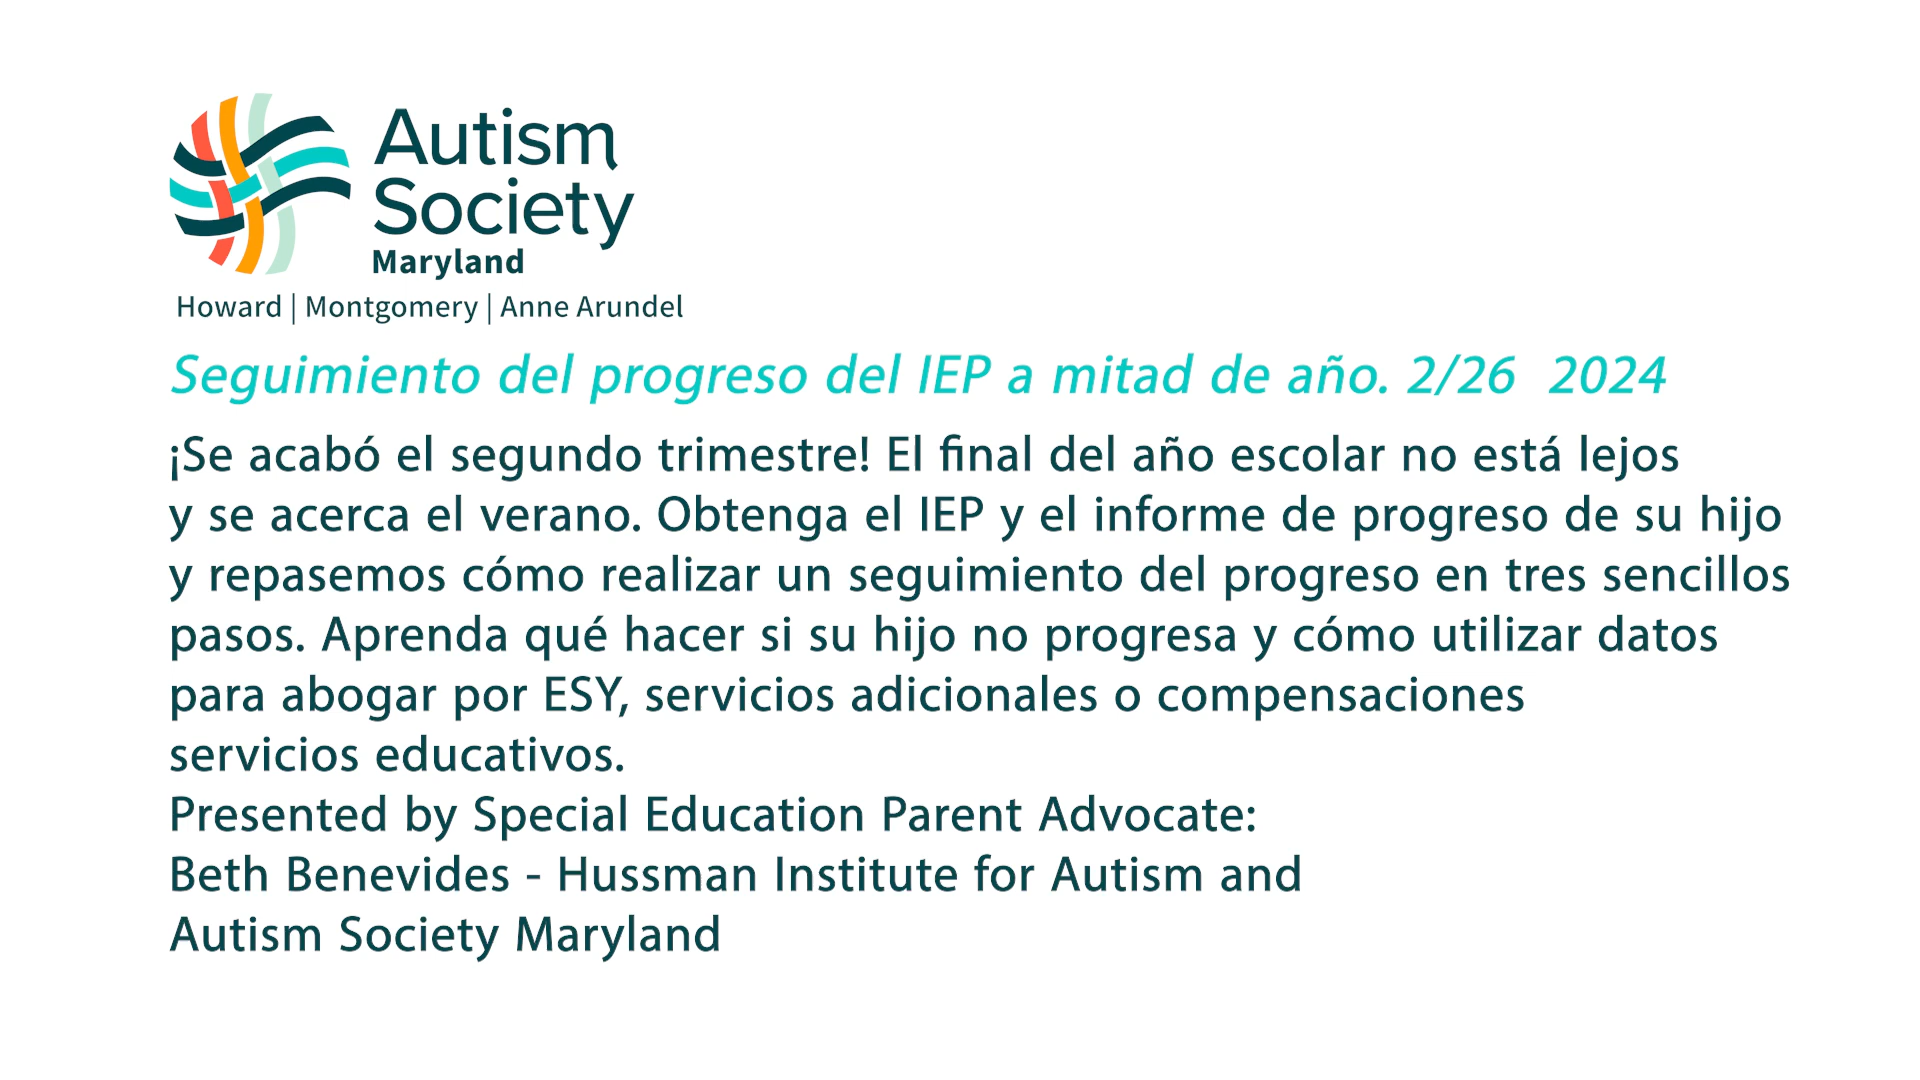 Autism
Society
Maryland
Howard | Montgomery | Anne Arundel
Seguimiento del progreso del IEP a mitad de año. 2/26  2024
¡Se acabó el segundo trimestre! El final del año escolar no está lejos
y se acerca el verano. Obtenga el IEP y el informe de progreso de su hijo
y repasemos cómo realizar un seguimiento del progreso en tres sencillos
pasos. Aprenda qué hacer si su hijo no progresa y cómo utilizar datos
para abogar por ESY, servicios adicionales o compensaciones
servicios educativos.
Presented by Special Education Parent Advocate:
Beth Benevides - Hussman Institute for Autism and
Autism Society Maryland